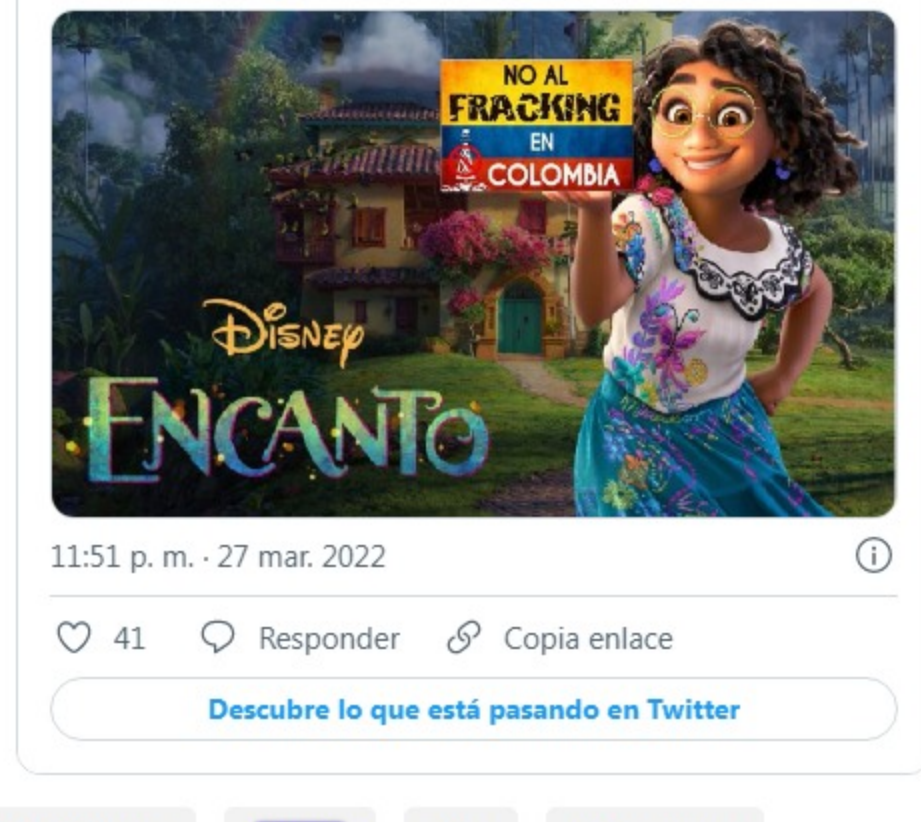 NO AL
FRACKING
EN
COLOMBIA
DISNEY
ENCANTO
11:51 p. m. · 27 mar. 2022
41 Responder Copia enlace
Descubre lo que está pasando en Twitter